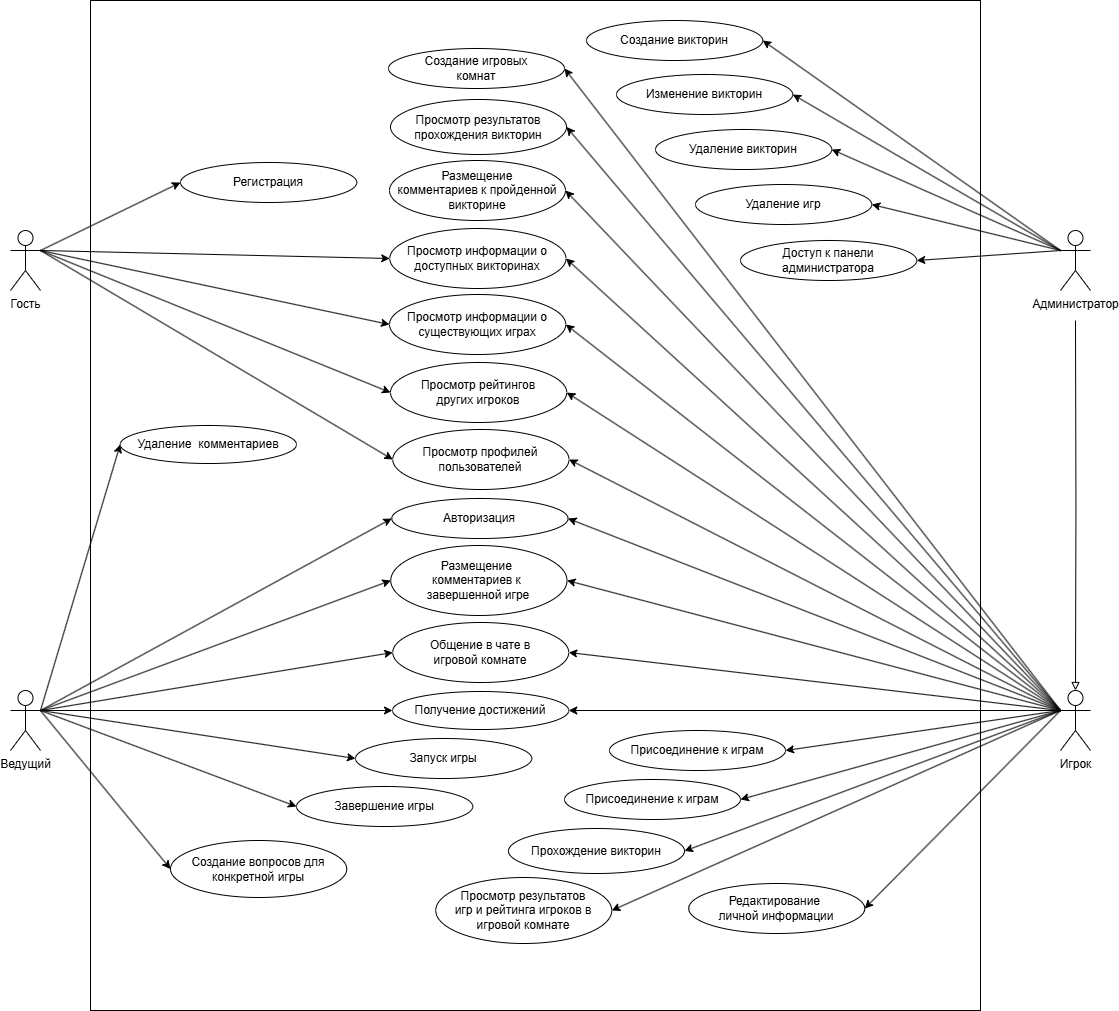 Создание викторин
Создание игровых
комнат
Изменение викторин
Просмотр результатов
прохождения викторин
Удаление викторин
Регистрация
Размещение
комментариев к пройденной
викторине
Удаление игр
Просмотр информации о
доступных викторинах
Доступ к панели
администратора
Гость
Администратор
Просмотр информации о
существующих играх
Просмотр рейтингов
других игроков
Удаление  комментариев
Просмотр профилей
пользователей
Авторизация
Размещение
комментариев к
завершенной игре
Общение в чате в
игровой комнате
Получение достижений
Ведущий
Игрок
Запуск игры
Присоединение к играм
Завершение игры
Присоединение к играм
Прохождение викторин
Создание вопросов для
конкретной игры
Просмотр результатов
игр и рейтинга игроков в
игровой комнате
Редактирование
личной информации